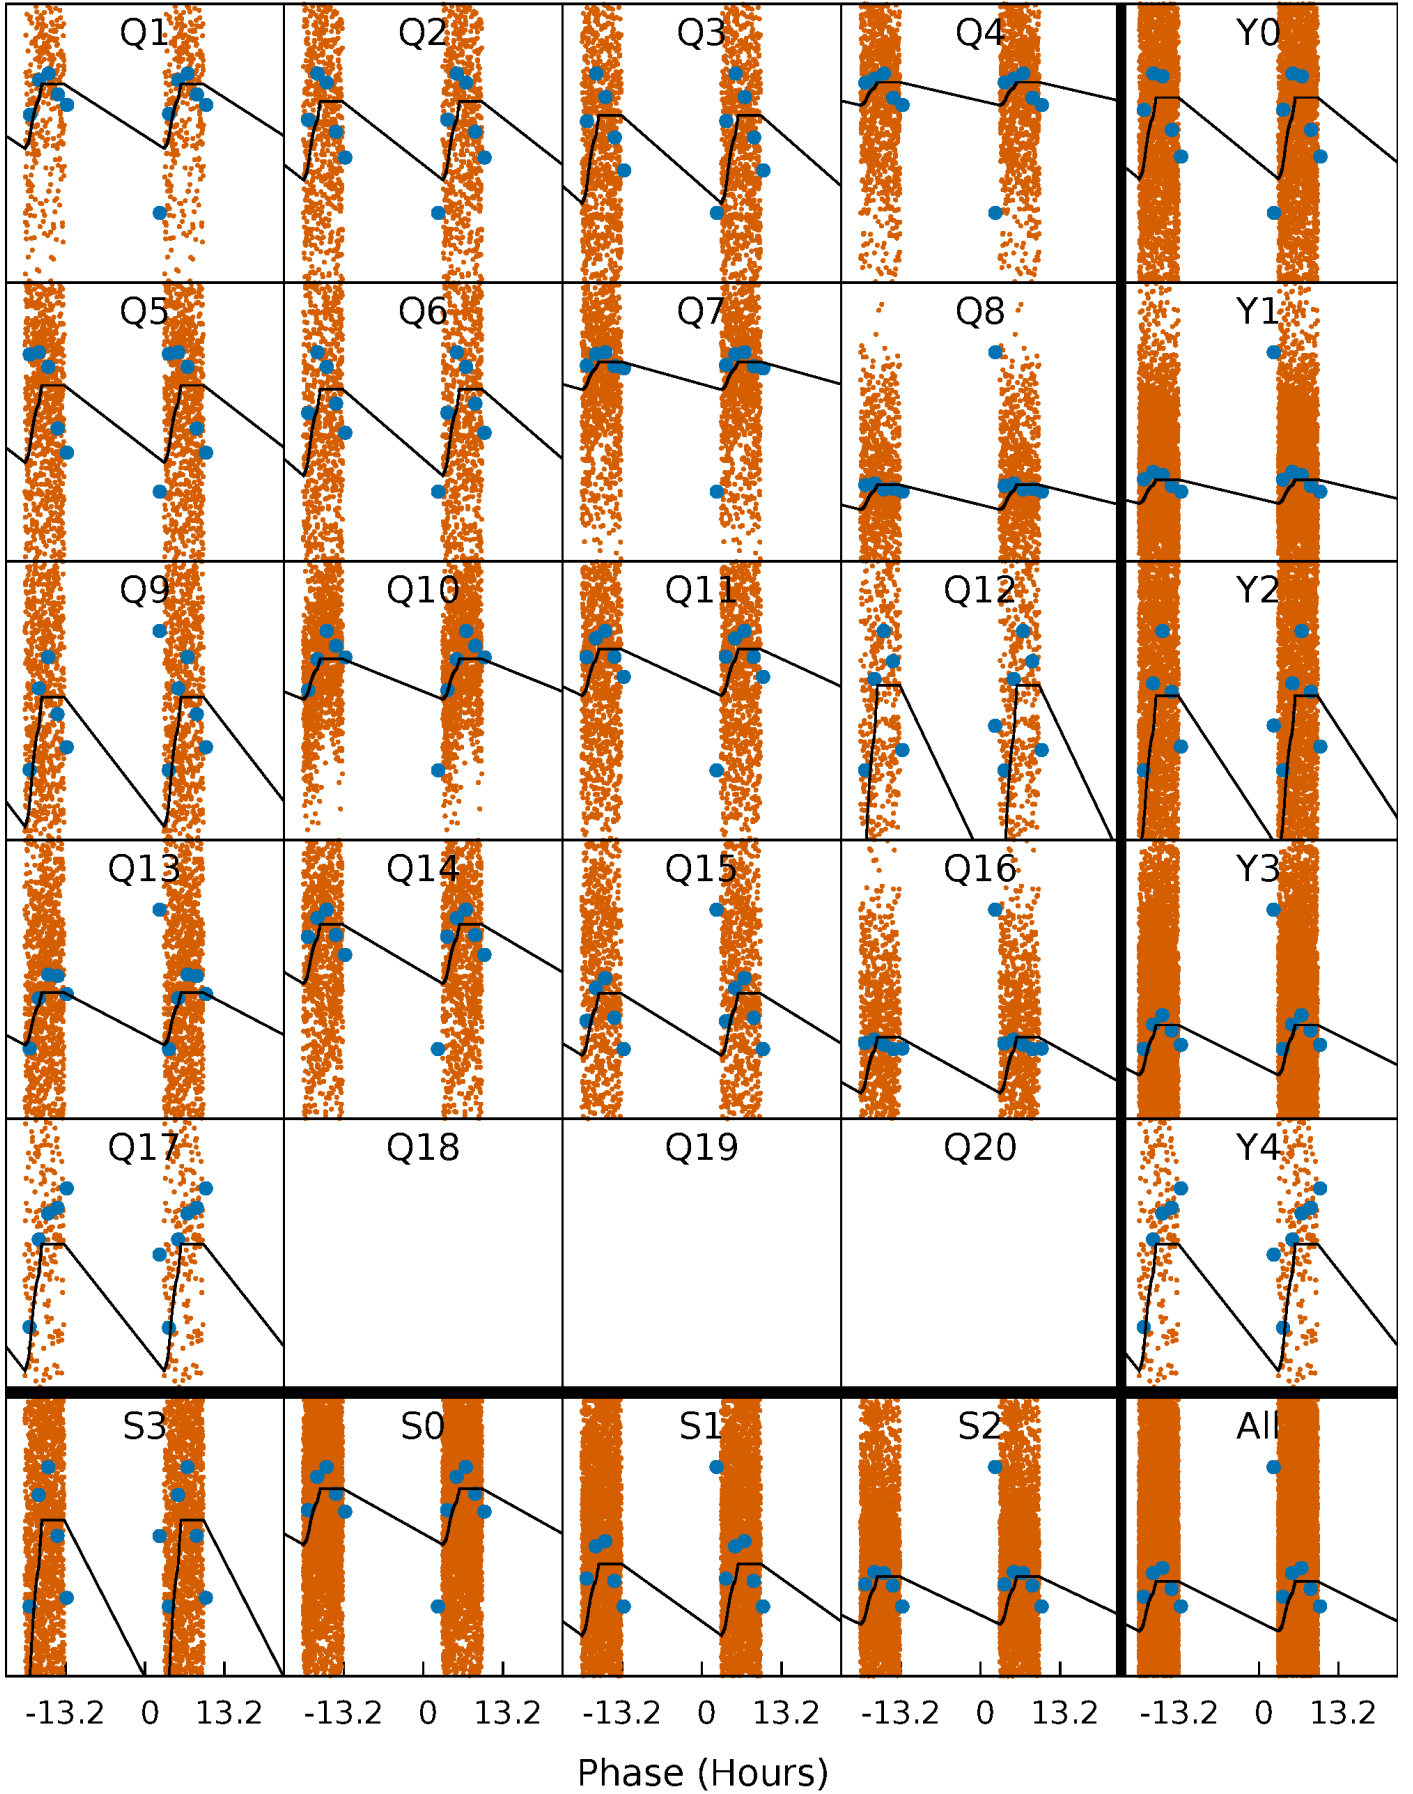 Q1 Q2 Q3 Q4 Y0
Q5 Q6 Q7 Q8 Y1
Q9 Q10 Q11 Q12 Y2
Q13 Q14 Q15 Q16 Y3
Q17 Q18 Q19 Q20 Y4
S3 S0 S1 S2 All
-13.2 0 13.2 -13.2 0 13.2 -13.2 0 13.2 -13.2 0 13.2 -13.2 0 13.2
Phase (Hours)